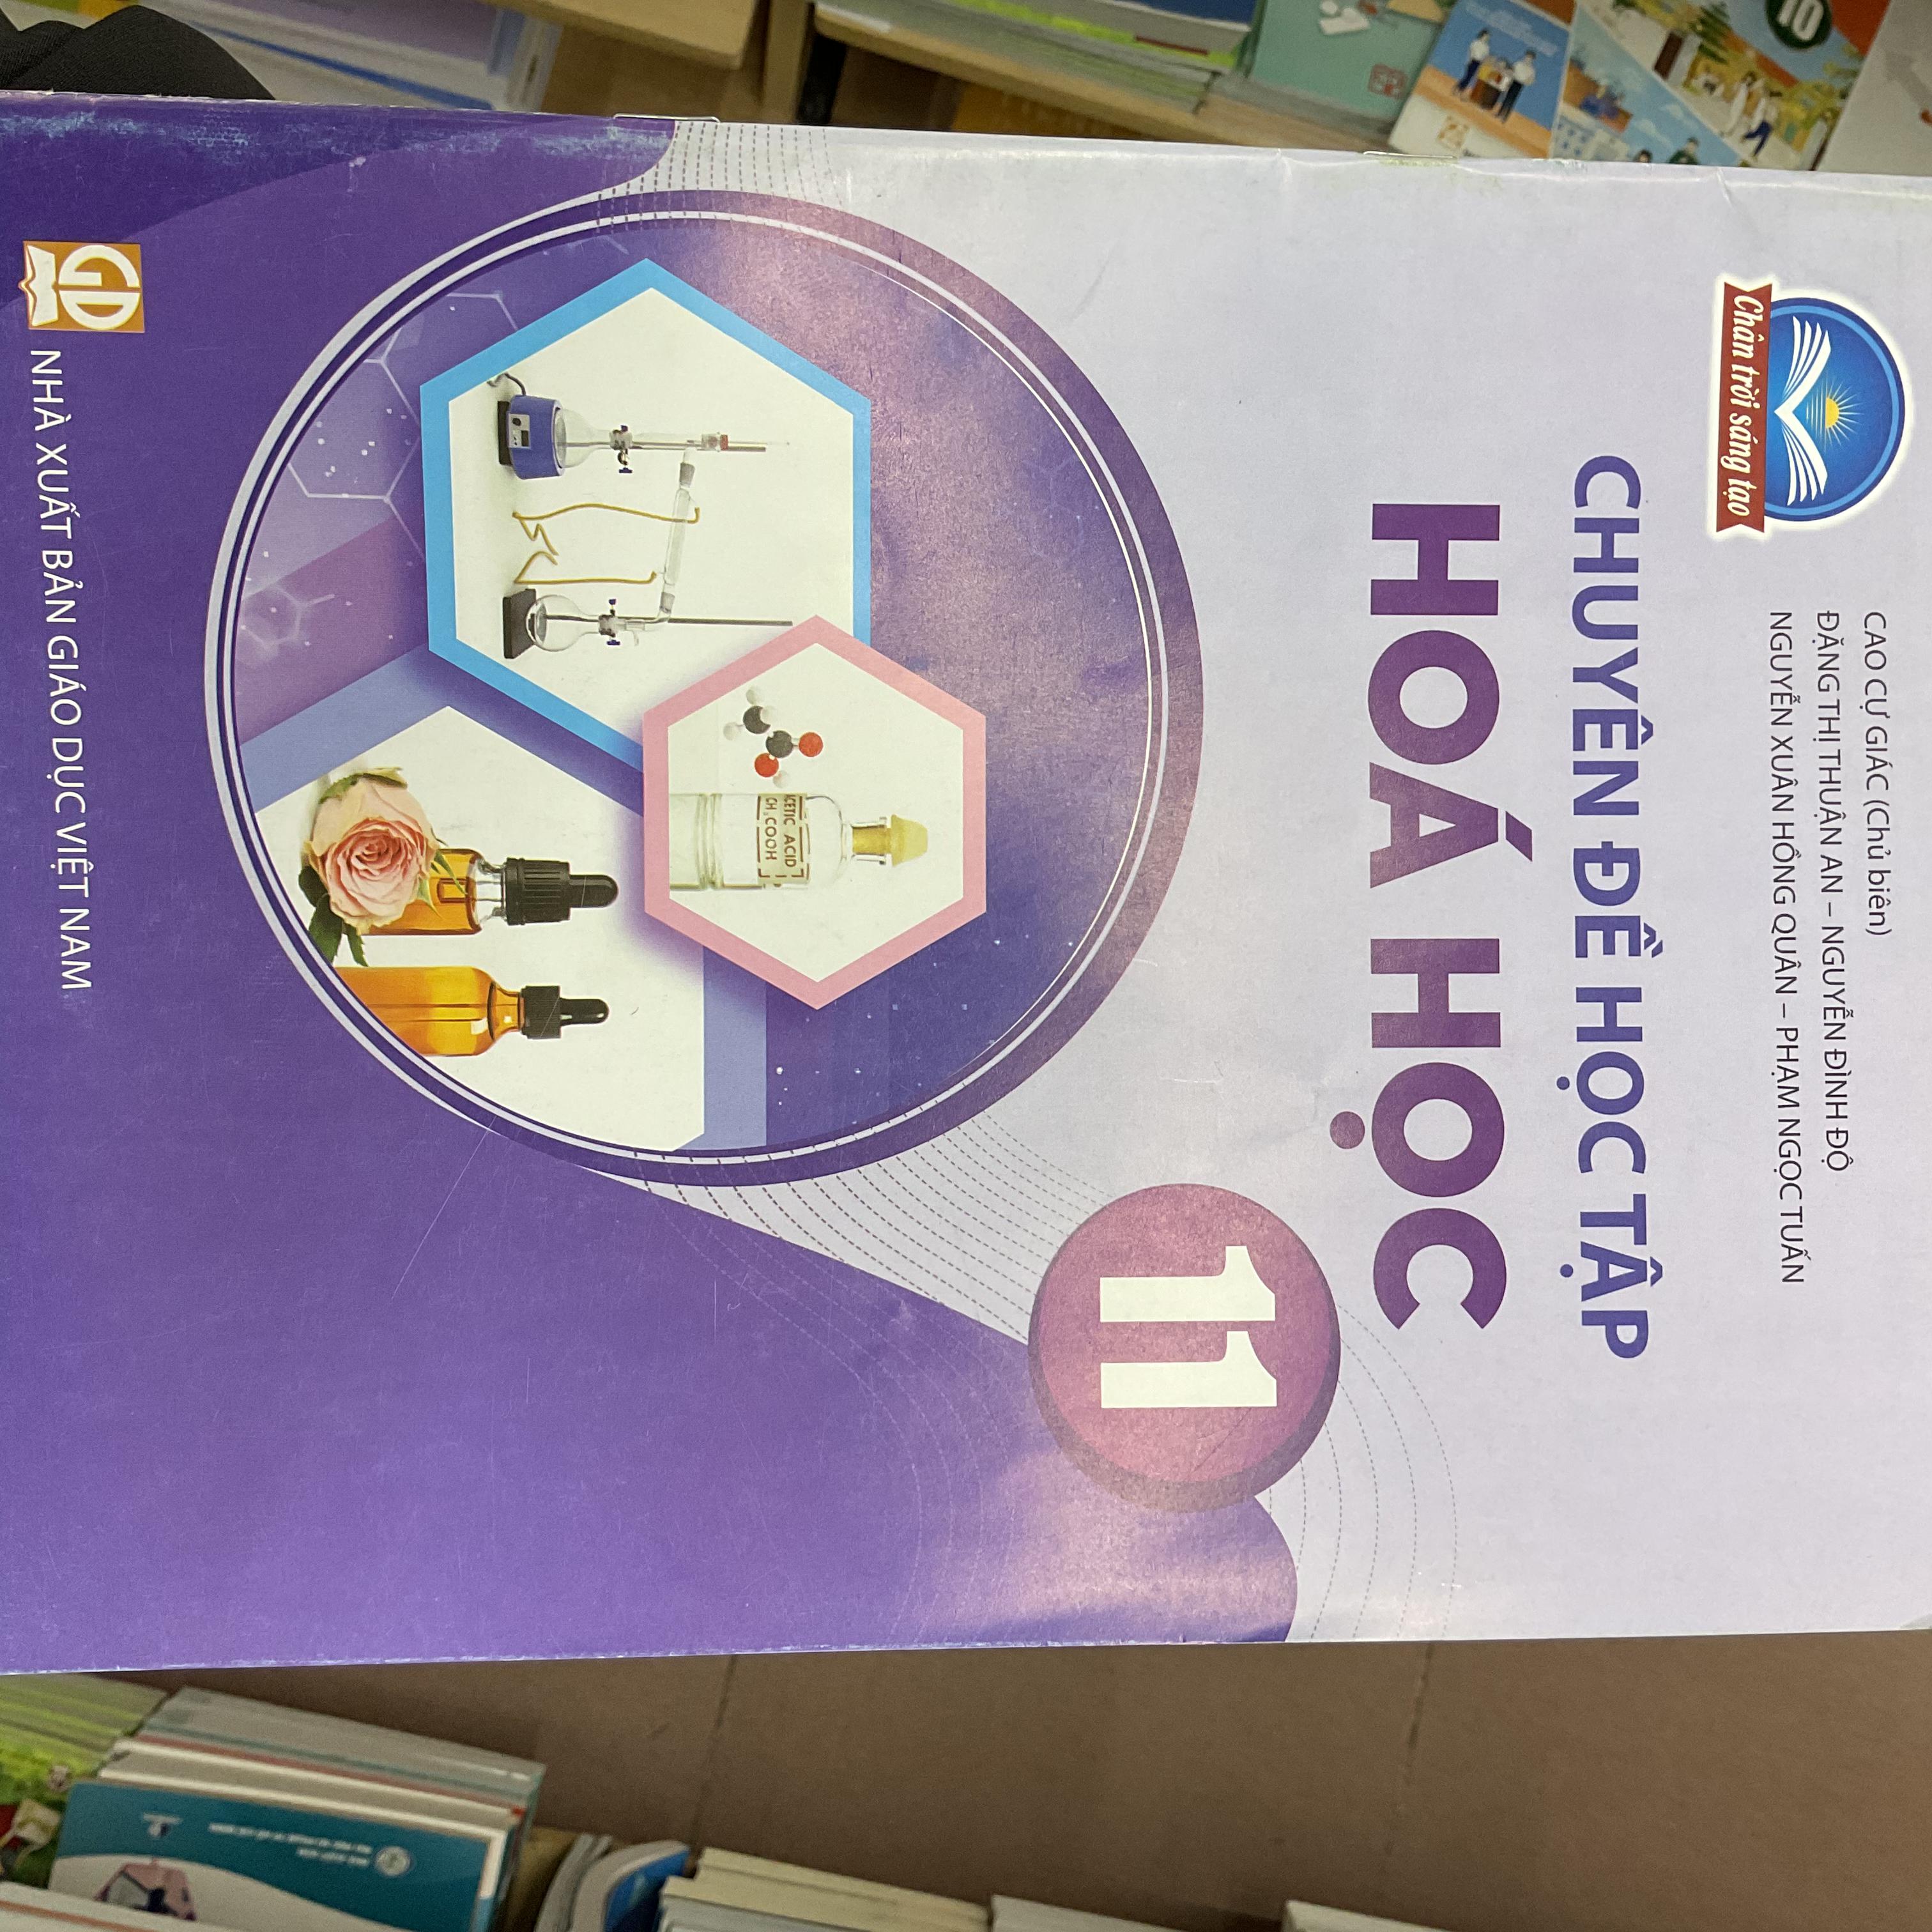 CAO CỰ GIÁC (Chủ biên)
ĐẶNG THỊ THUẬN AN – NGUYỄN ĐÌNH ĐỘ
NGUYỄN XUÂN HỒNG QUÂN – PHẠM NGỌC TUẤN
Chân trời sáng tạo
CHUYÊN ĐỀ HỌC TẬP
HOÁ HỌC
11
10
ACETIC ACID
CH₃COOH
GD
NHÀ XUẤT BẢN GIÁO DỤC VIỆT NAM